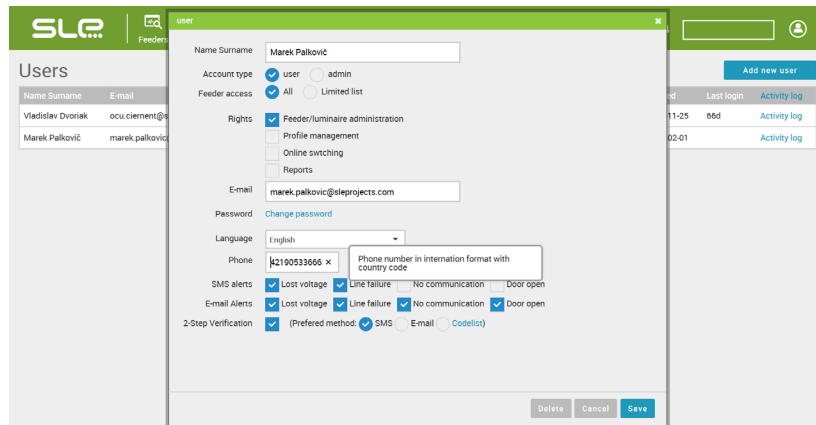 SLE
Feeders
user
×
Users
Add new user
Name Surname E-mail
Last login Activity log
Vladislav Dvoriak ocu.ciernent@s
11-25 66d Activity log
Marek Palkovič marek.palkovic@
02-01 Activity log
Name Surname Marek Palkovič
Account type user admin
Feeder access All Limited list
Rights Feeder/luminaire administration
Profile management
Online swtching
Reports
E-mail marek.palkovic@sleprojects.com
Password Change password
Language English
Phone 42190533666 ×
Phone number in internation format with
country code
SMS alerts Lost voltage Line failure No communication Door open
E-mail Alerts Lost voltage Line failure No communication Door open
2-Step Verification (Prefered method: SMS E-mail Codelist)
Delete Cancel Save